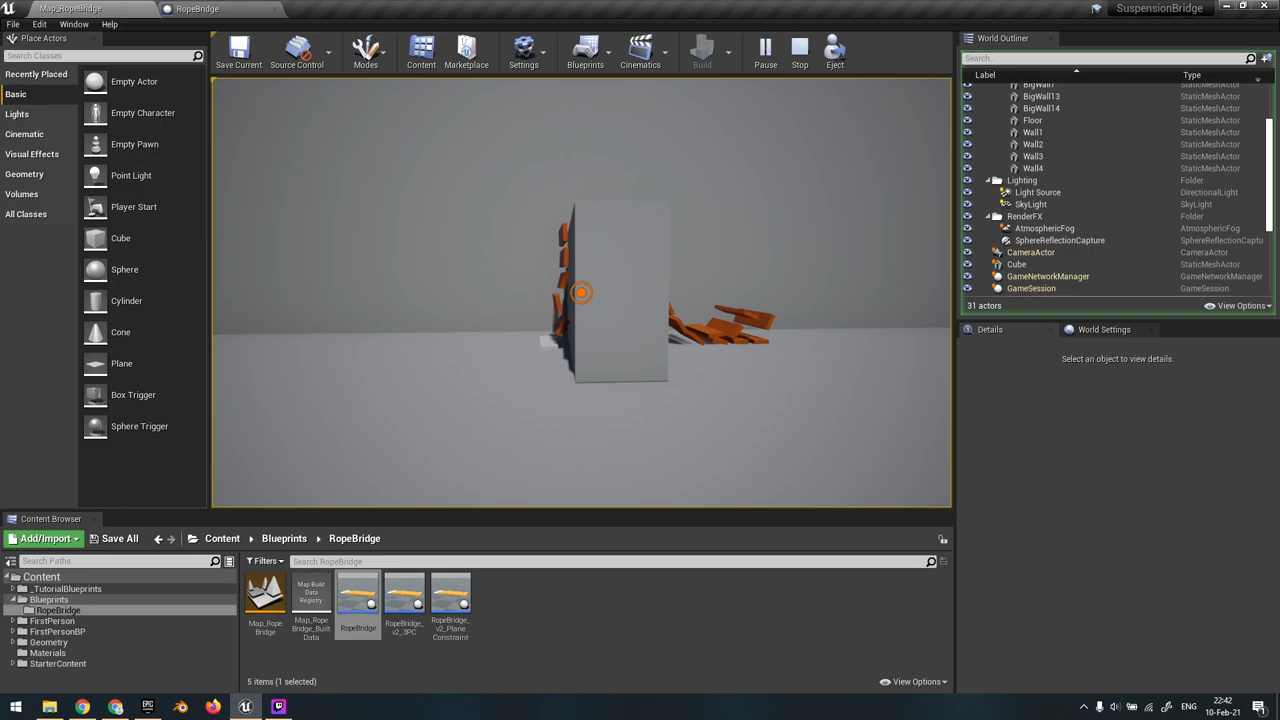 Map_RopeBridge
RopeBridge
SuspensionBridge
File
Edit
Window
Help
Place Actors
Search Classes
Recently Placed
Basic
Lights
Cinematic
Visual Effects
Geometry
Volumes
All Classes
Empty Actor
Empty Character
Empty Pawn
Point Light
Player Start
Cube
Sphere
Cylinder
Cone
Plane
Box Trigger
Sphere Trigger
Save Current
Source Control
Modes
Content
Marketplace
Settings
Blueprints
Cinematics
Build
Pause
Stop
Eject
World Outliner
Search...
Label
Type
BigWall7 StaticMeshActor
BigWall13 StaticMeshActor
BigWall14 StaticMeshActor
Floor StaticMeshActor
Wall1 StaticMeshActor
Wall2 StaticMeshActor
Wall3 StaticMeshActor
Wall4 StaticMeshActor
Lighting Folder
Light Source DirectionalLight
SkyLight SkyLight
RenderFX Folder
AtmosphericFog AtmosphericFog
SphereReflectionCapture SphereReflectionCaptu
CameraActor CameraActor
Cube StaticMeshActor
GameNetworkManager GameNetworkManager
GameSession GameSession
31 actors
View Options
Details
World Settings
Select an object to view details.
Content Browser
Add/Import
Save All
Content
Blueprints
RopeBridge
Search Paths
Filters
Search RopeBridge
Content
_TutorialBlueprints
Blueprints
RopeBridge
FirstPerson
FirstPersonBP
Geometry
Materials
StarterContent
Map Build
Data
Registry
Map_Rope
Bridge
Map_Rope
Bridge_Built
Data
RopeBridge
RopeBridge_
v2_3PC
RopeBridge_
v2_Plane
Constraint
5 items (1 selected)
View Options
EPIC
22:42
10-Feb-21